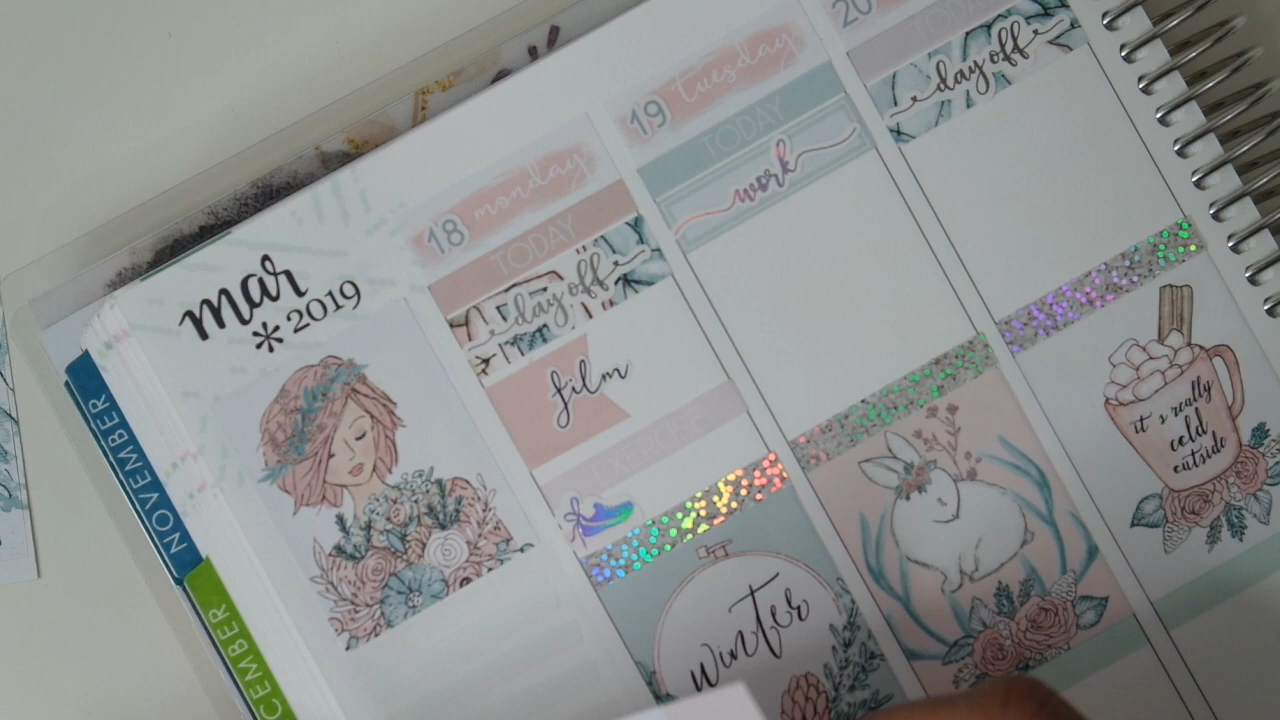 mar
* 2019
18 monday
TODAY
day off
film
EXERCISE
winter
19 tuesday
TODAY
work
20
TODAY
day off
it's really
cold
outside
NOVEMBER
CEMBER